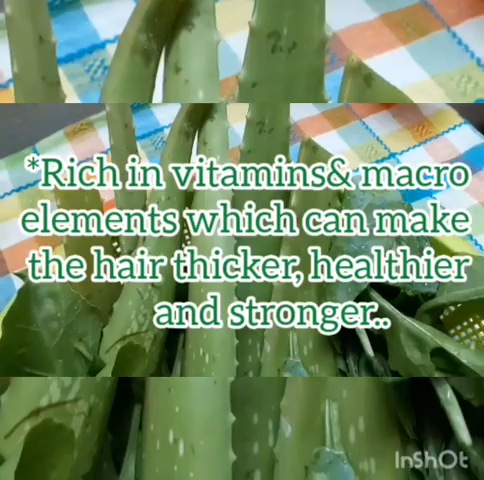 *Rich in vitamins& macro
elements which can make
the hair thicker, healthier
and stronger..
InShOt